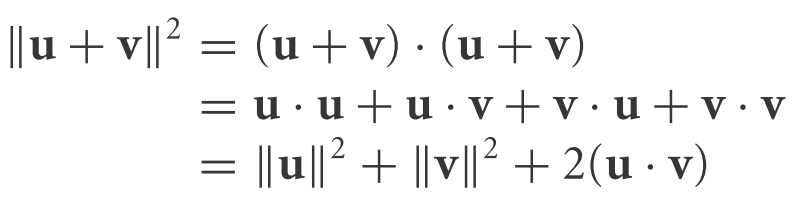 ‖u + v‖² = (u + v) · (u + v)
= u · u + u · v + v · u + v · v
= ‖u‖² + ‖v‖² + 2(u · v)